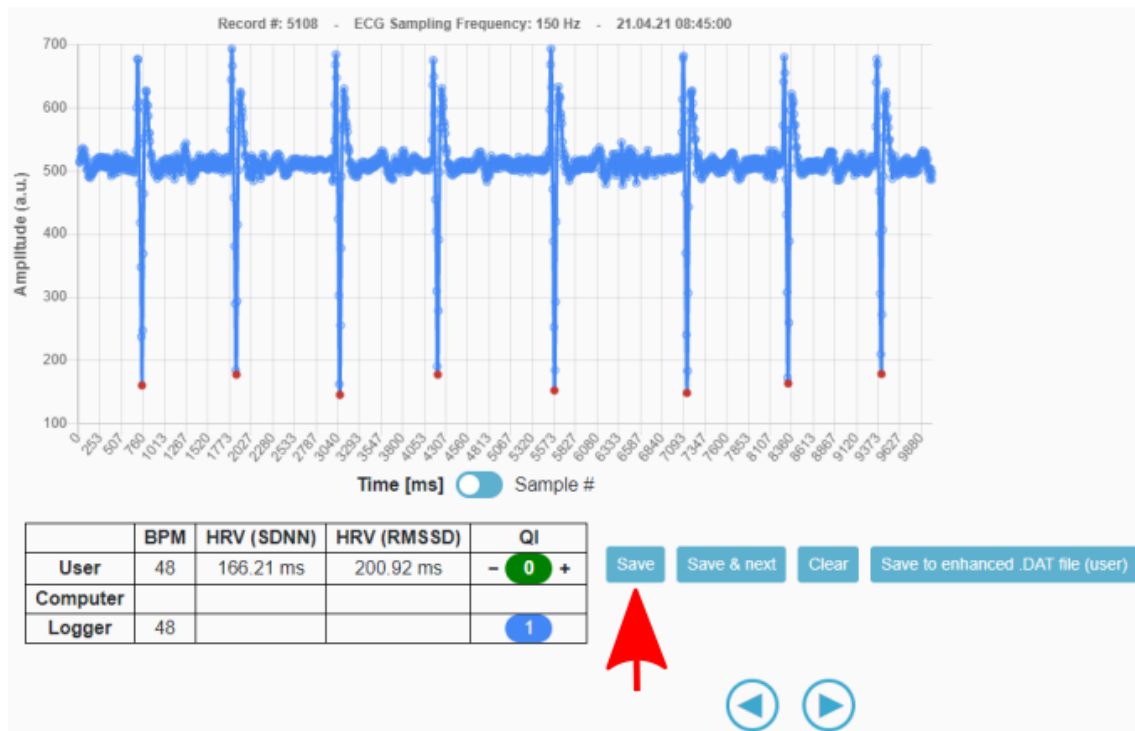 Record #: 5108 - ECG Sampling Frequency: 150 Hz - 21.04.21 08:45:00
Amplitude (a.u.)
700
600
500
400
300
200
100
0 253 507 760 1013 1267 1520 1773 2027 2280 2533 2787 3040 3293 3547 3800 4053 4307 4560 4813 5067 5320 5573 5827 6080 6333 6587 6840 7093 7347 7600 7853 8107 8360 8613 8867 9120 9373 9627 9880
Time [ms] Sample #
BPM HRV (SDNN) HRV (RMSSD) QI
User 48 166.21 ms 200.92 ms - 0 +
Computer
Logger 48 1
Save Save & next Clear Save to enhanced .DAT file (user)